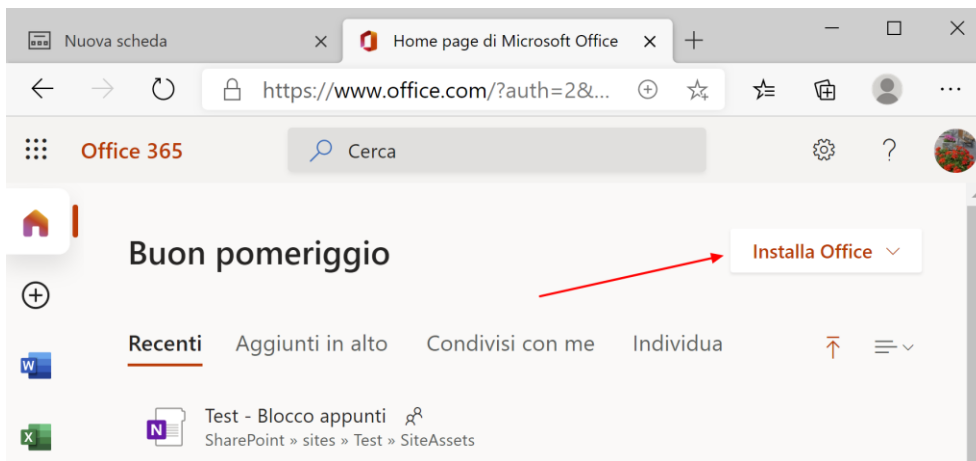 Nuova scheda
Home page di Microsoft Office
https://www.office.com/?auth=2&...
Office 365
Cerca
?
Buon pomeriggio
Installa Office
Recenti Aggiunti in alto Condivisi con me Individua
W
N
Test - Blocco appunti
SharePoint » sites » Test » SiteAssets
X